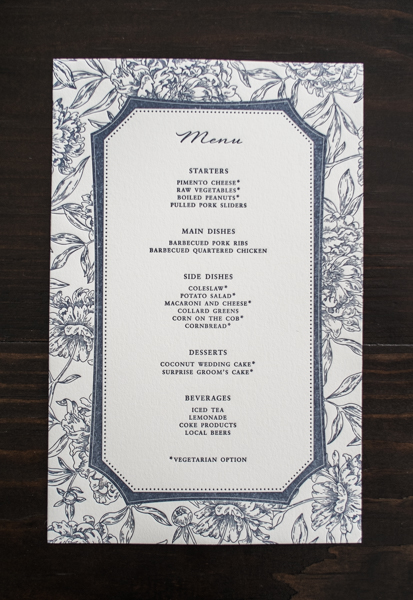 Menu
STARTERS
PIMENTO CHEESE*
RAW VEGETABLES*
BOILED PEANUTS*
PULLED PORK SLIDERS
MAIN DISHES
BARBECUED PORK RIBS
BARBECUED QUARTERED CHICKEN
SIDE DISHES
COLESLAW*
POTATO SALAD*
MACARONI AND CHEESE*
COLLARD GREENS
CORN ON THE COB*
CORNBREAD*
DESSERTS
COCONUT WEDDING CAKE*
SURPRISE GROOM'S CAKE*
BEVERAGES
ICED TEA
LEMONADE
COKE PRODUCTS
LOCAL BEERS
*VEGETARIAN OPTION